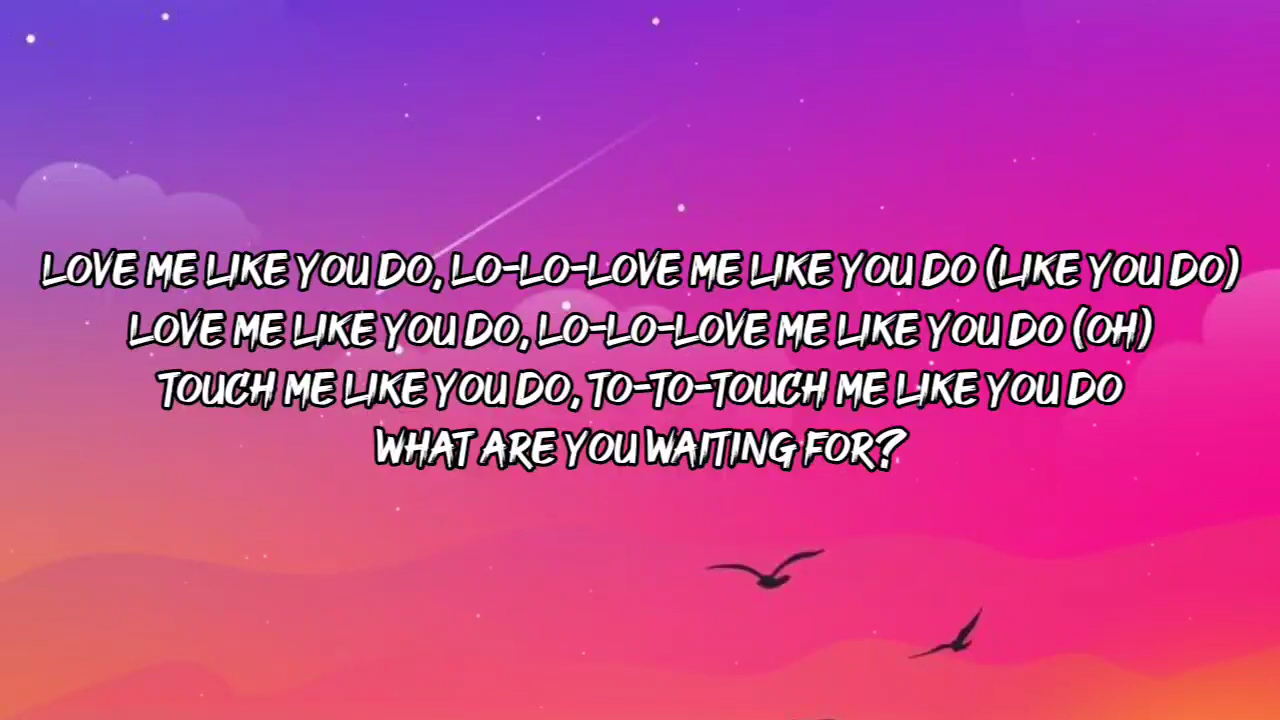 LOVE ME LIKE YOU DO, LO-LO-LOVE ME LIKE YOU DO (LIKE YOU DO)
LOVE ME LIKE YOU DO, LO-LO-LOVE ME LIKE YOU DO (OH)
TOUCH ME LIKE YOU DO, TO-TO-TOUCH ME LIKE YOU DO
WHAT ARE YOU WAITING FOR?